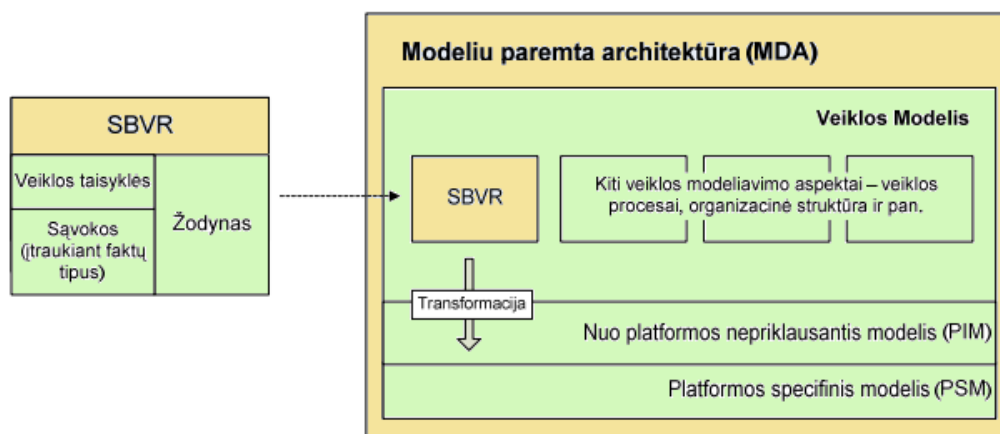 Modeliu paremta architektūra (MDA)
SBVR
Veiklos taisyklės
Sąvokos
(įtraukiant faktų
tipus)
Žodynas
Veiklos Modelis
SBVR
Kiti veiklos modeliavimo aspektai – veiklos
procesai, organizacinė struktūra ir pan.
Transformacija
Nuo platformos nepriklausantis modelis (PIM)
Platformos specifinis modelis (PSM)